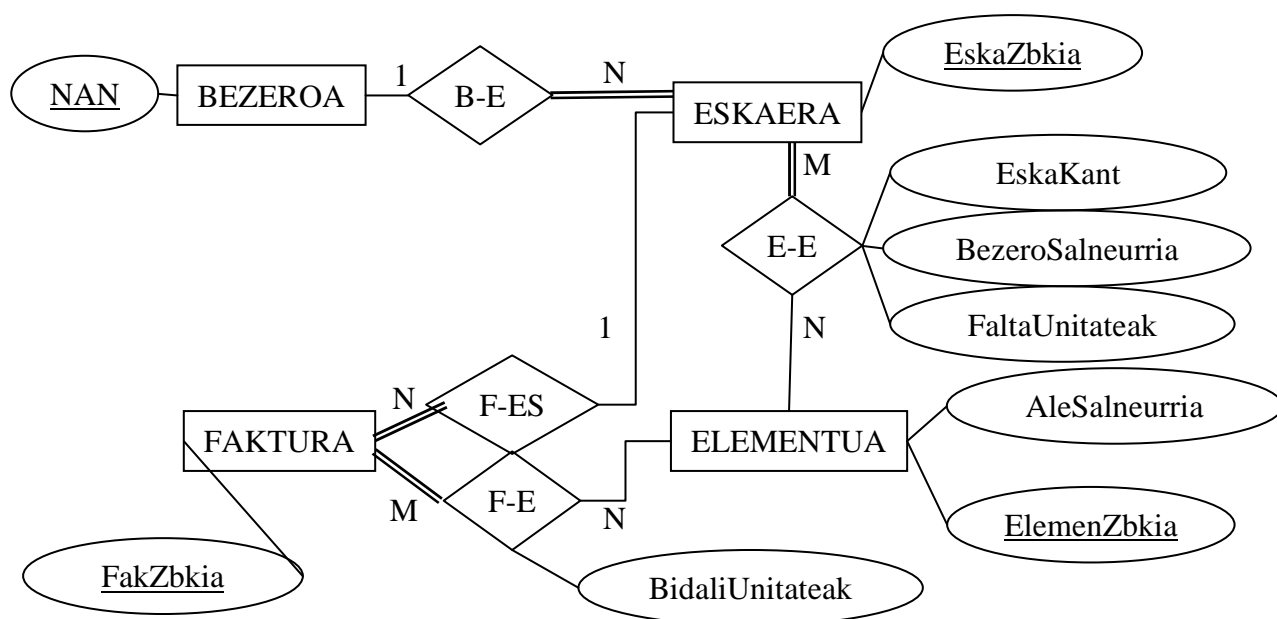 NAN
BEZEROA
1
B-E
N
ESKAERA
EskaZbkia
M
EskaKant
E-E
BezeroSalneurria
FaltaUnitateak
N
1
N
F-ES
FAKTURA
ELEMENTUA
AleSalneurria
M
F-E
N
ElemenZbkia
FakZbkia
BidaliUnitateak